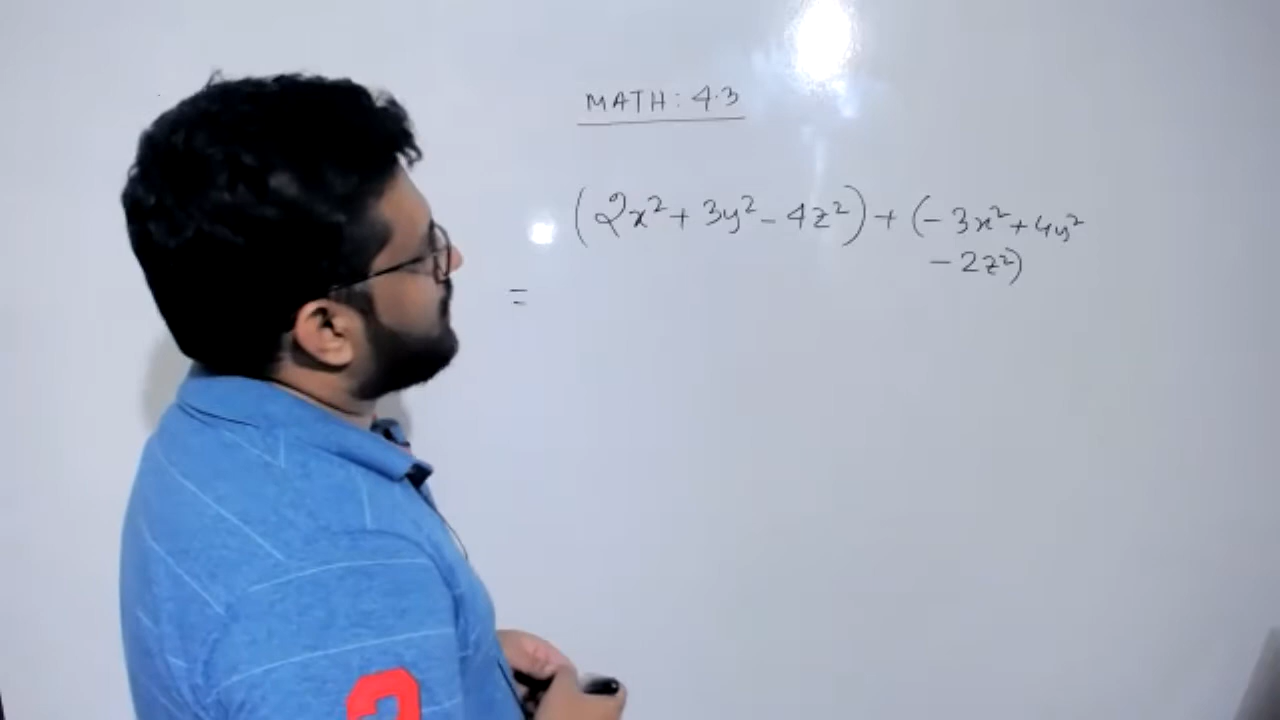 MATH: 4.3
(2x² + 3y² - 4z²) + (-3x² + 4y²
- 2z²)
=